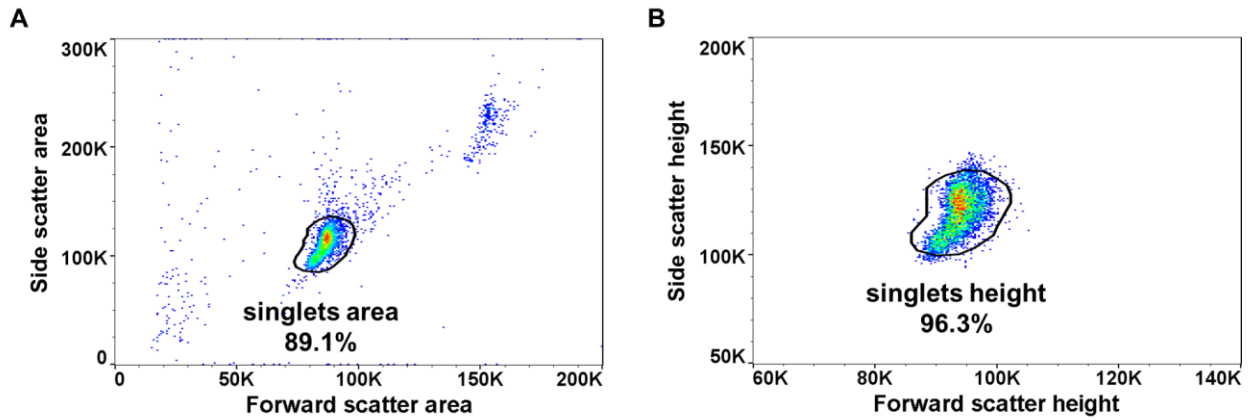 A
300K
200K
100K
0
Side scatter area
singlets area
89.1%
0 50K 100K 150K 200K
Forward scatter area
B
200K
150K
100K
50K
Side scatter height
singlets height
96.3%
60K 80K 100K 120K 140K
Forward scatter height